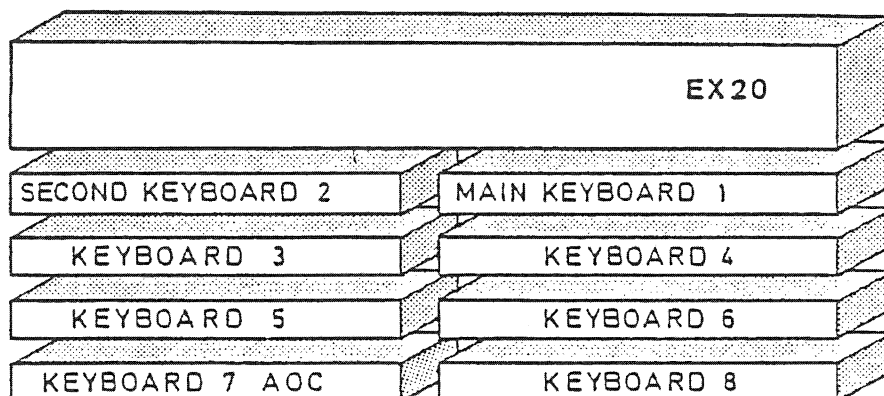 EX20
SECOND KEYBOARD 2 MAIN KEYBOARD 1
KEYBOARD 3 KEYBOARD 4
KEYBOARD 5 KEYBOARD 6
KEYBOARD 7 AOC KEYBOARD 8